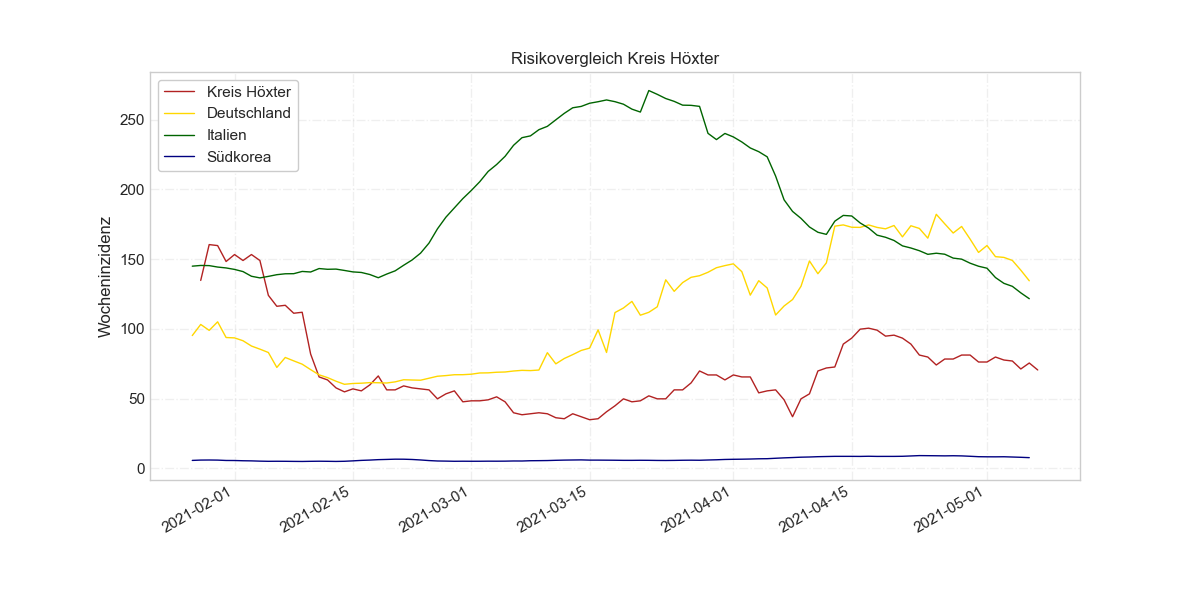 Risikovergleich Kreis Höxter
Kreis Höxter
Deutschland
Italien
Südkorea
Wocheninzidenz
250
200
150
100
50
0
2021-02-01
2021-02-15
2021-03-01
2021-03-15
2021-04-01
2021-04-15
2021-05-01